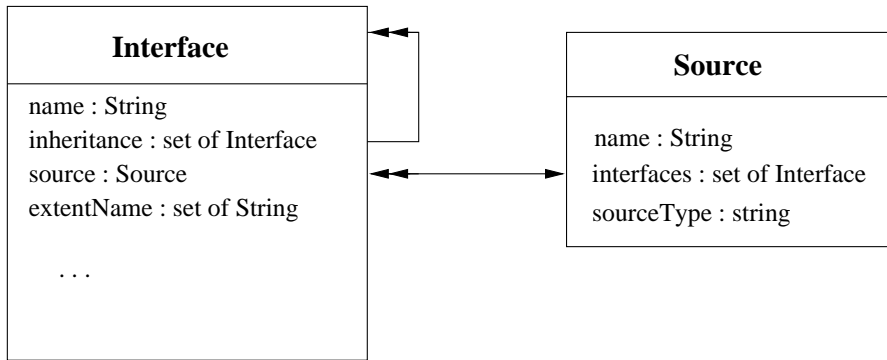 Interface
name : String
inheritance : set of Interface
source : Source
extentName : set of String
. . .
Source
name : String
interfaces : set of Interface
sourceType : string